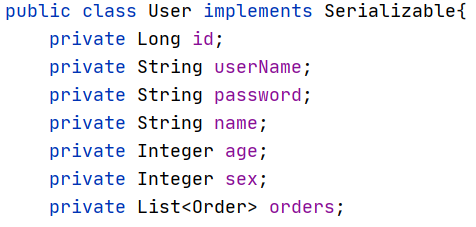 public class User implements Serializable{
    private Long id;
    private String userName;
    private String password;
    private String name;
    private Integer age;
    private Integer sex;
    private List<Order> orders;